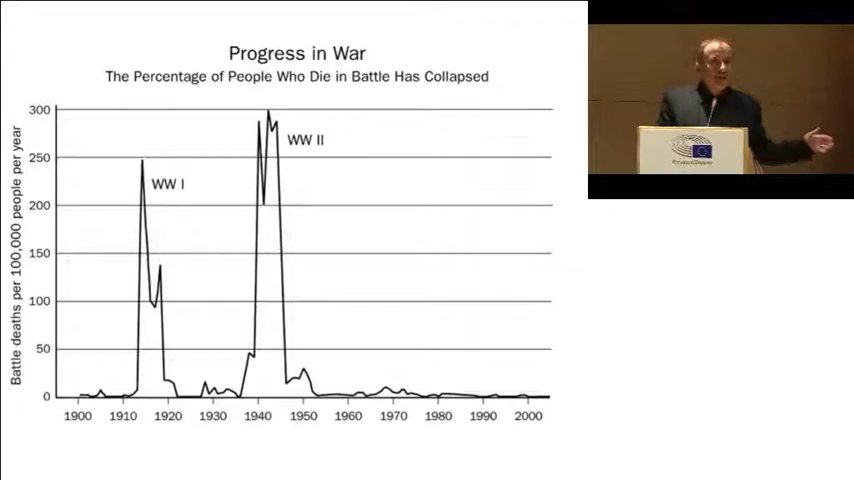 Progress in War
The Percentage of People Who Die in Battle Has Collapsed
Battle deaths per 100,000 people per year
300
250
200
150
100
50
0
WW I
WW II
1900 1910 1920 1930 1940 1950 1960 1970 1980 1990 2000